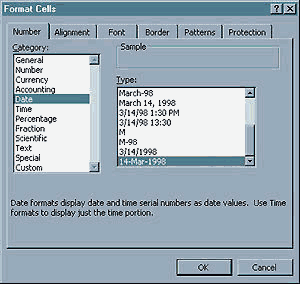 Format Cells
Number Alignment Font Border Patterns Protection
Category:
General
Number
Currency
Accounting
Date
Time
Percentage
Fraction
Scientific
Text
Special
Custom
Sample
Type:
March-98
March 14, 1998
3/14/98 1:30 PM
3/14/98 13:30
M
M-98
3/14/1998
14-Mar-1998
Date formats display date and time serial numbers as date values. Use Time
formats to display just the time portion.
OK Cancel